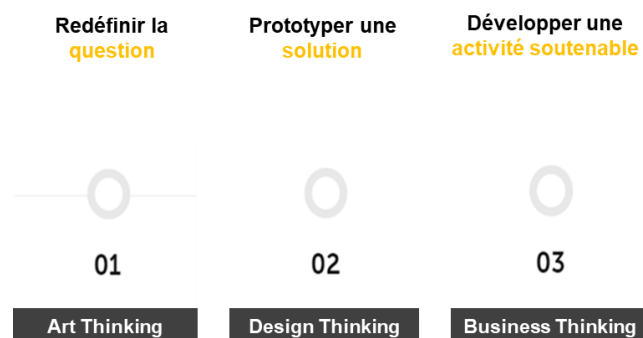 Redéfinir la
question
Prototyper une
solution
Développer une
activité soutenable
01
02
03
Art Thinking
Design Thinking
Business Thinking